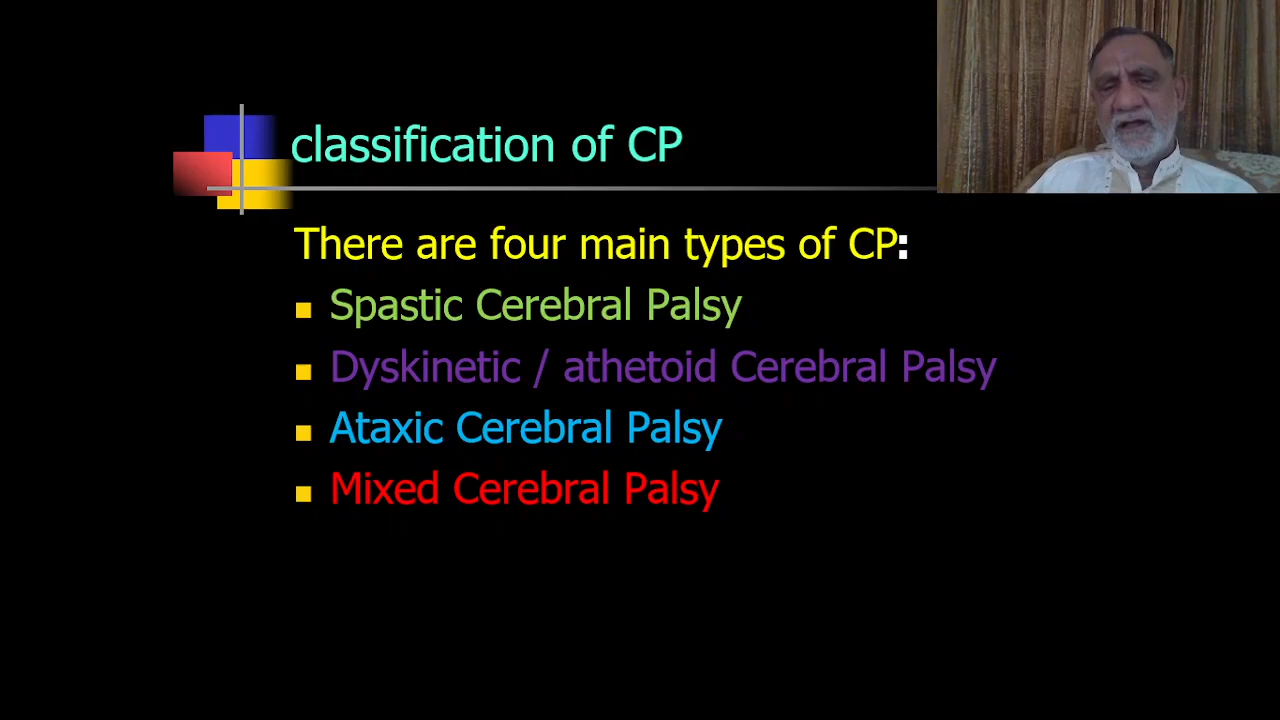 classification of CP
There are four main types of CP:
Spastic Cerebral Palsy
Dyskinetic / athetoid Cerebral Palsy
Ataxic Cerebral Palsy
Mixed Cerebral Palsy